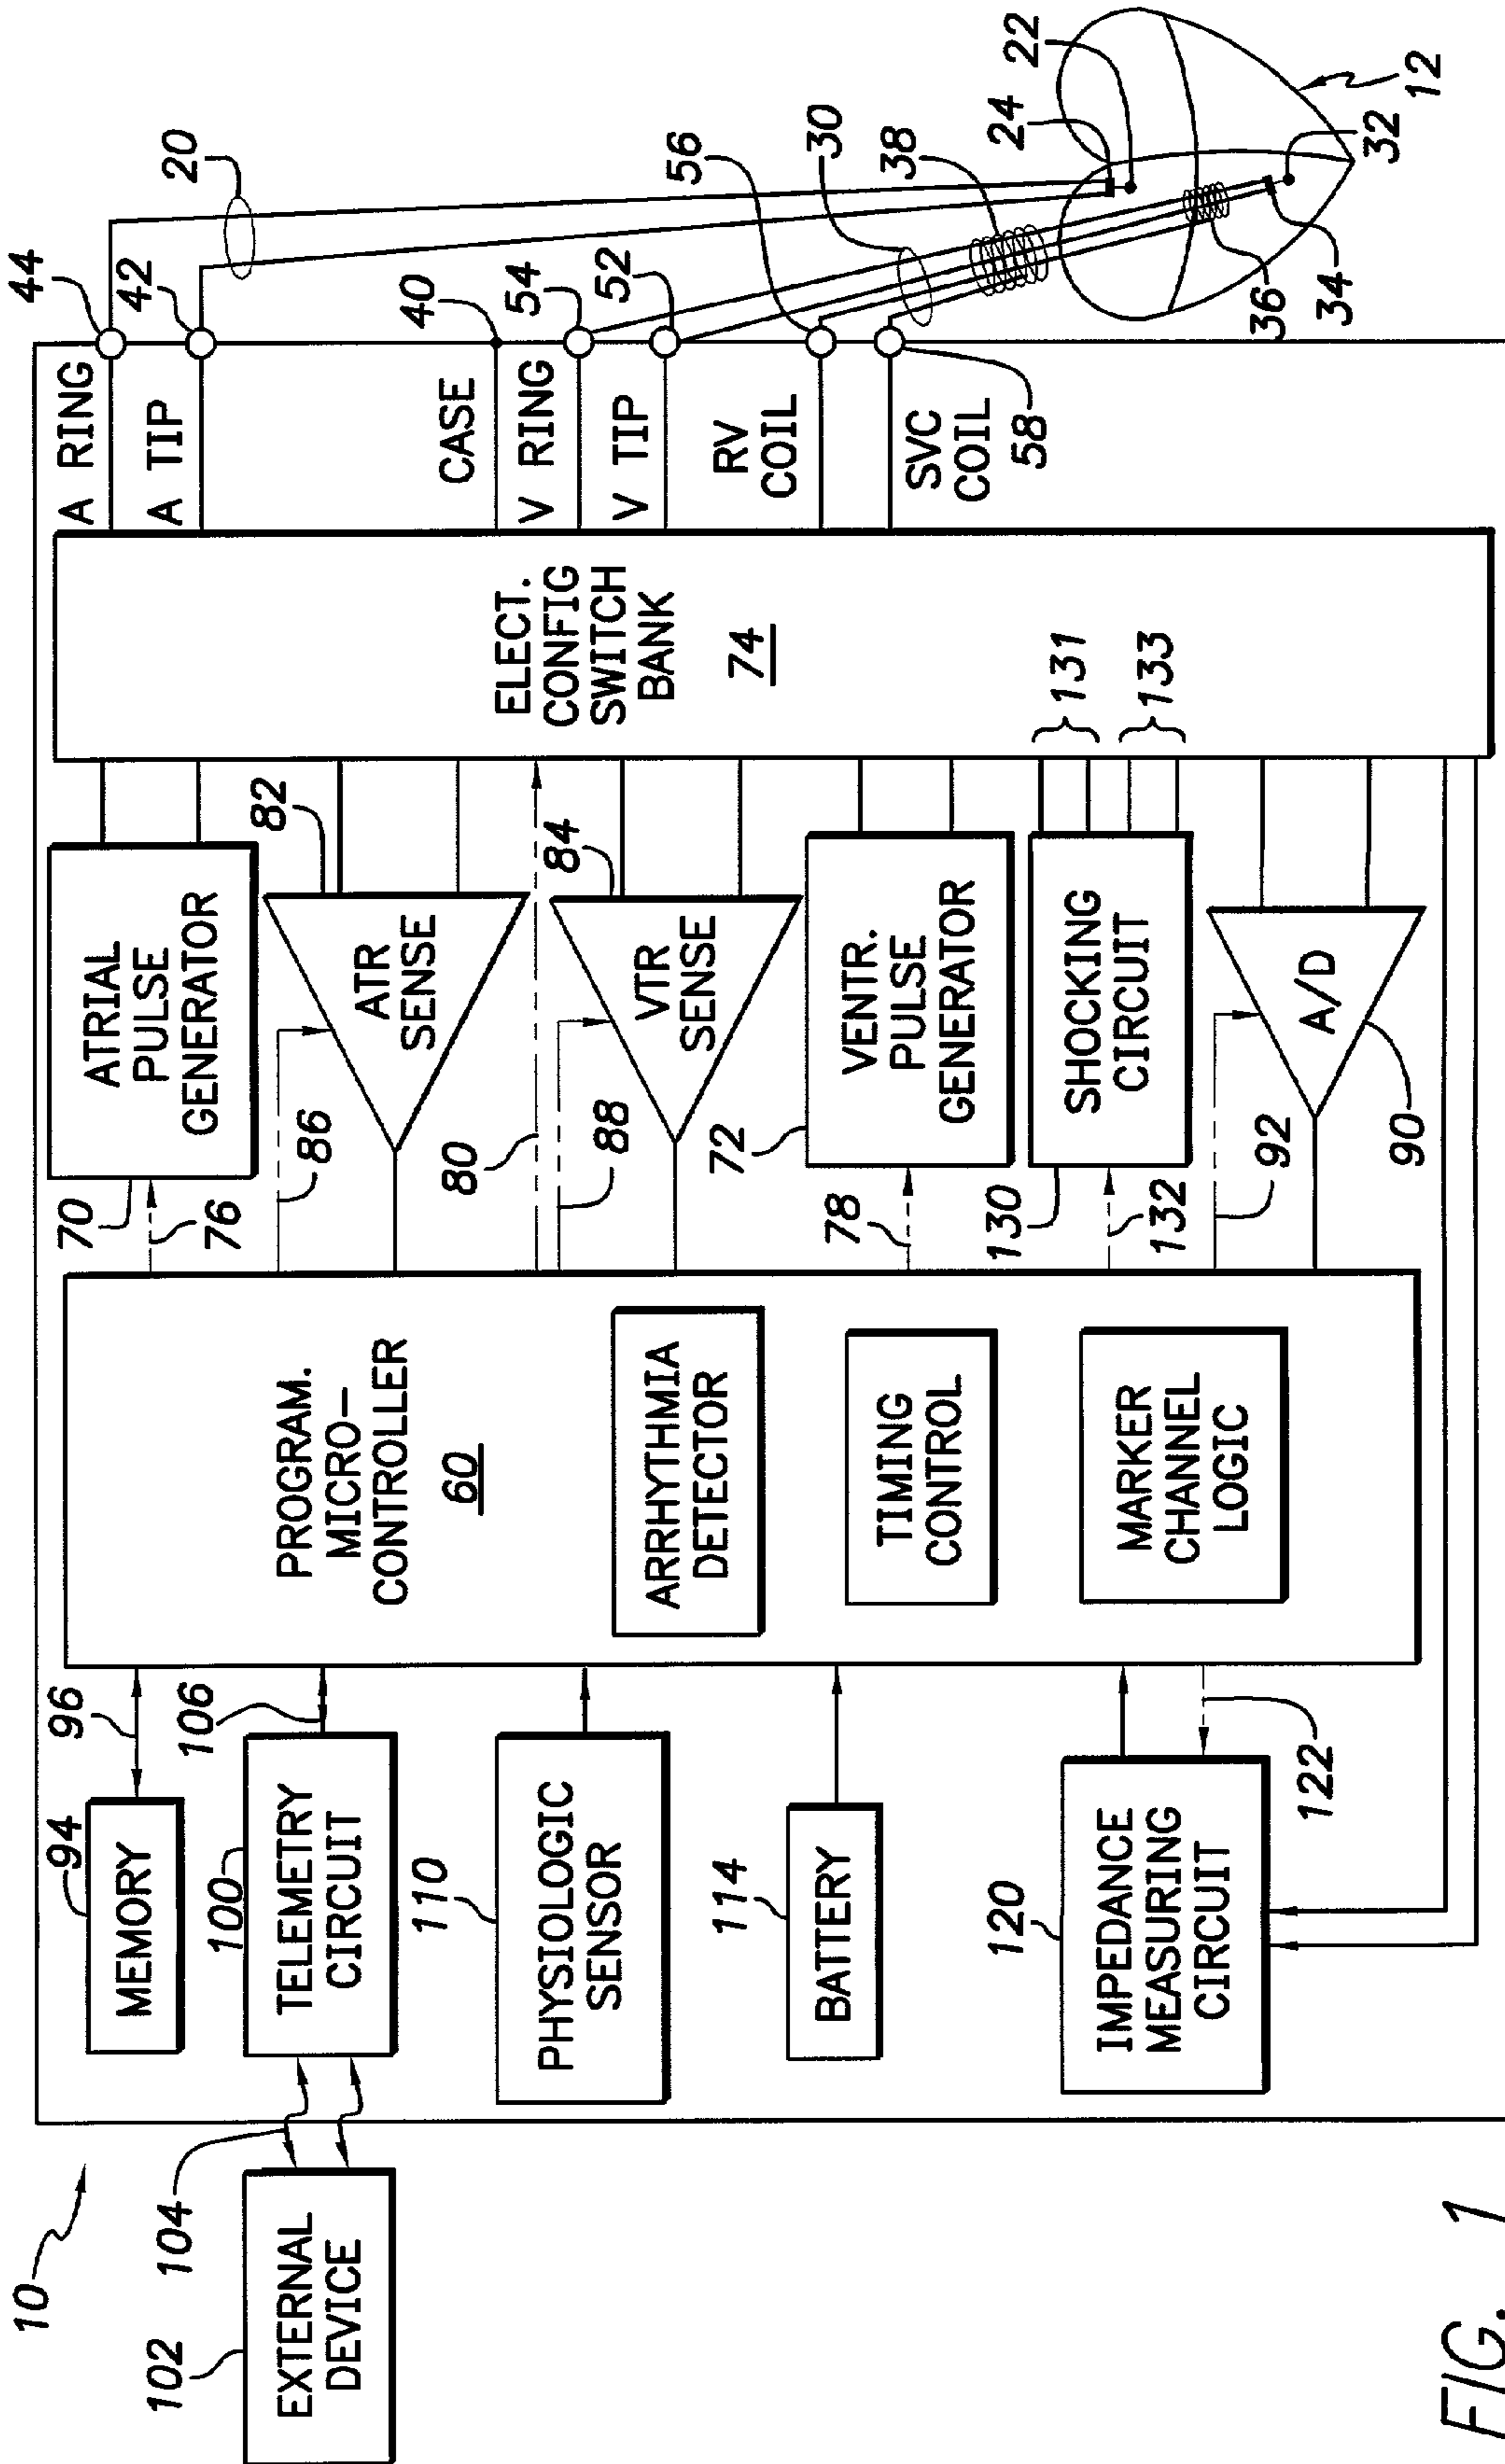 10
102
EXTERNAL
DEVICE
104
94
MEMORY
96
100
TELEMETRY
CIRCUIT
106
110
PHYSIOLOGIC
SENSOR
114
BATTERY
120
IMPEDANCE
MEASURING
CIRCUIT
122
PROGRAM.
MICRO-
CONTROLLER
60
ARRHYTHMIA
DETECTOR
TIMING
CONTROL
MARKER
CHANNEL
LOGIC
70
76
ATRIAL
PULSE
GENERATOR
86
82
ATR
SENSE
80
88
84
VTR
SENSE
72
78
VENTR.
PULSE
GENERATOR
130
132
SHOCKING
CIRCUIT
131
133
92
A/D
90
ELECT.
CONFIG
SWITCH
BANK
74
A RING
44
A TIP
42
20
CASE
40
V RING
54
V TIP
52
RV
COIL
56
SVC
COIL
58
30
38
24
22
36
34
32
12
FIG. 1